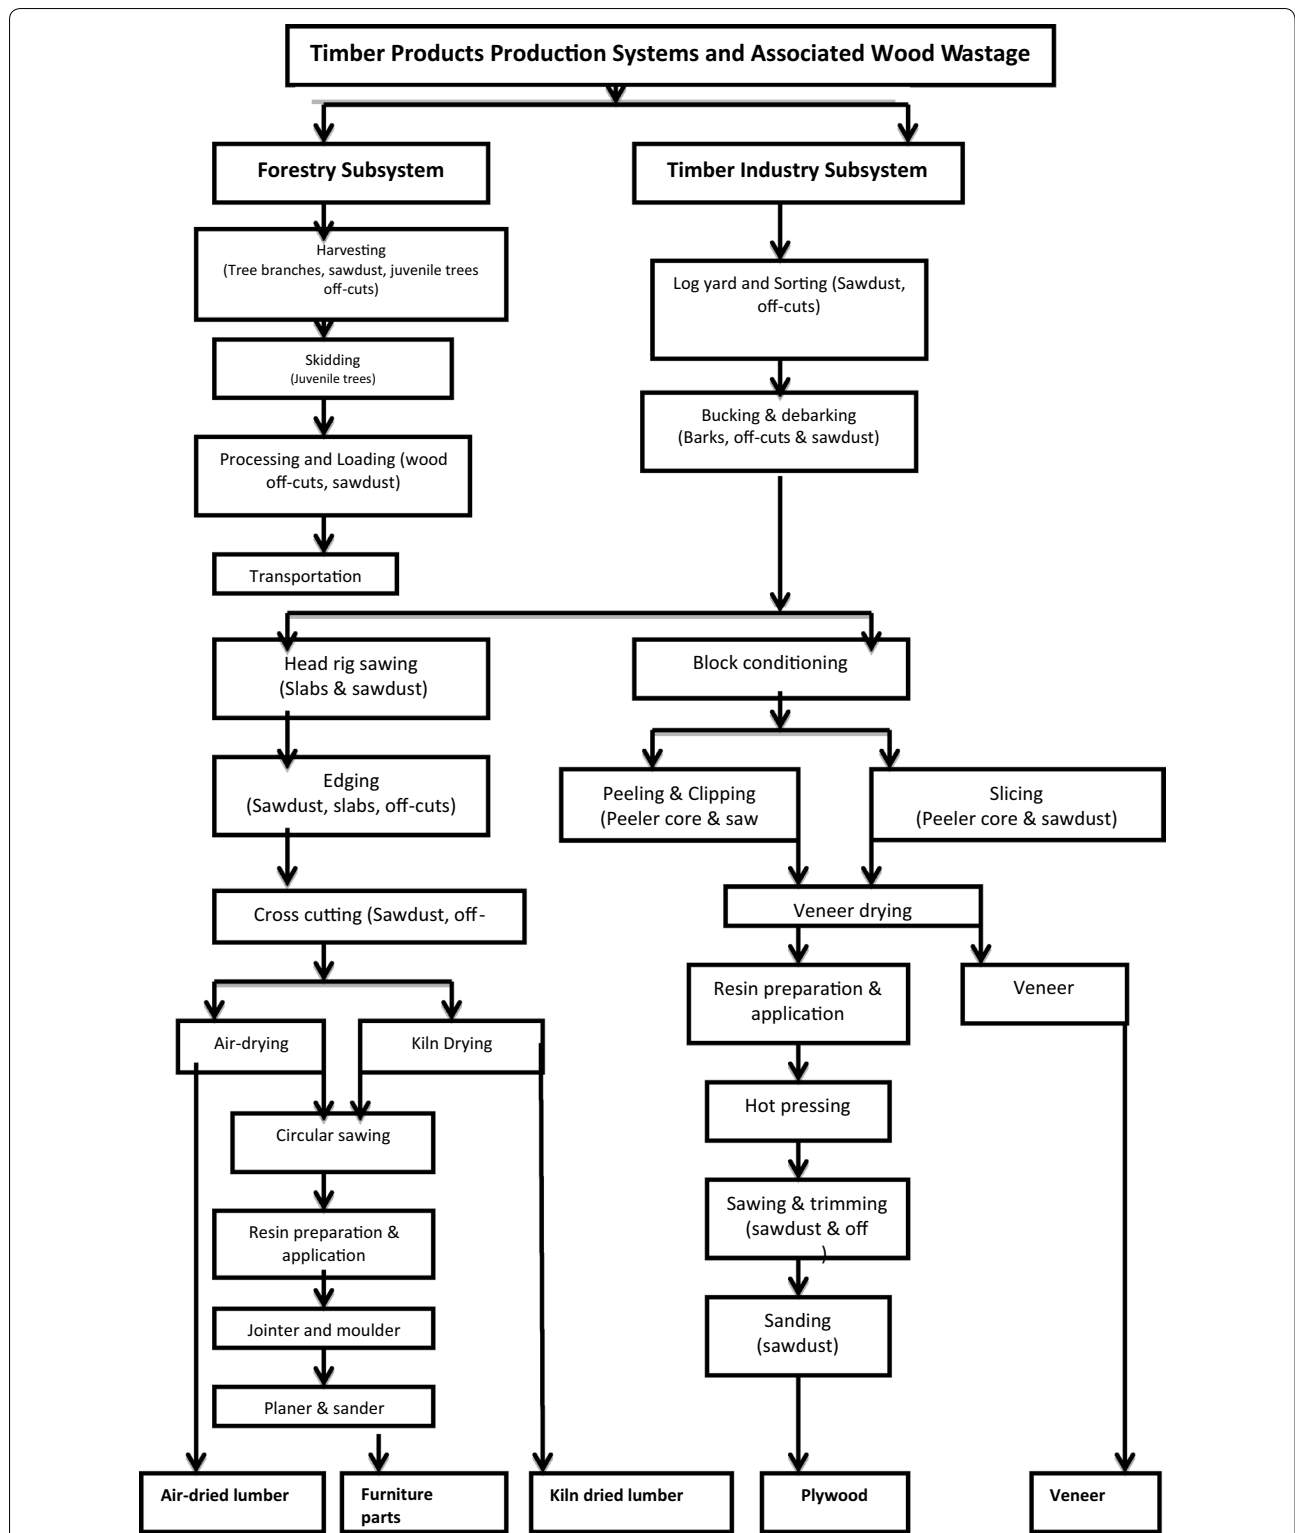 Timber Products Production Systems and Associated Wood Wastage
Forestry Subsystem
Timber Industry Subsystem
Harvesting
(Tree branches, sawdust, juvenile trees
off-cuts)
Log yard and Sorting (Sawdust,
off-cuts)
Skidding
(Juvenile trees)
Bucking & debarking
(Barks, off-cuts & sawdust)
Processing and Loading (wood
off-cuts, sawdust)
Transportation
Head rig sawing
(Slabs & sawdust)
Block conditioning
Edging
(Sawdust, slabs, off-cuts)
Peeling & Clipping
(Peeler core & saw
Slicing
(Peeler core & sawdust)
Cross cutting (Sawdust, off-
Veneer drying
Resin preparation &
application
Veneer
Air-drying
Kiln Drying
Hot pressing
Circular sawing
Sawing & trimming
(sawdust & off
)
Resin preparation &
application
Jointer and moulder
Sanding
(sawdust)
Planer & sander
Air-dried lumber
Furniture
parts
Kiln dried lumber
Plywood
Veneer